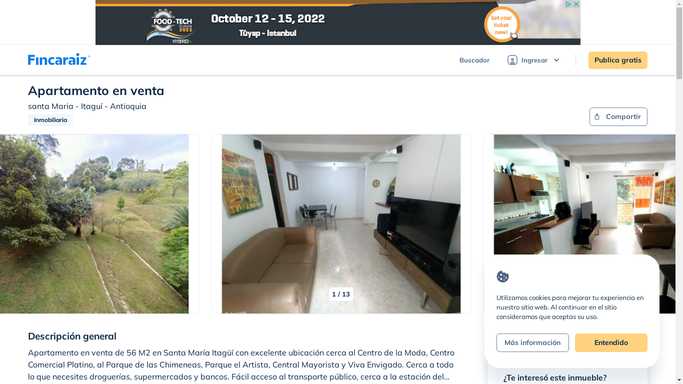 FOOD-TECH
EURASIA
HYBRID
October 12 - 15, 2022
Tüyap - Istanbul
Get your
ticket
now!
Fincaraiz
Buscador
Ingresar
Publica gratis
Apartamento en venta
santa Maria - Itaguí - Antioquia
Inmobiliaria
Compartir
1 / 13
Utilizamos cookies para mejorar tu experiencia en
nuestro sitio web. Al continuar en el sitio
consideramos que aceptas su uso.
Más información
Entendido
Descripción general
Apartamento en venta de 56 M2 en Santa María Itagüí con excelente ubicación cerca al Centro de la Moda, Centro
Comercial Platino, al Parque de las Chimeneas, Parque el Artista, Central Mayorista y Viva Envigado. Cerca a todo
lo que necesites droguerías, supermercados y bancos. Fácil acceso al transporte público, cerca a la estación del...
¿Te interesó este inmueble?